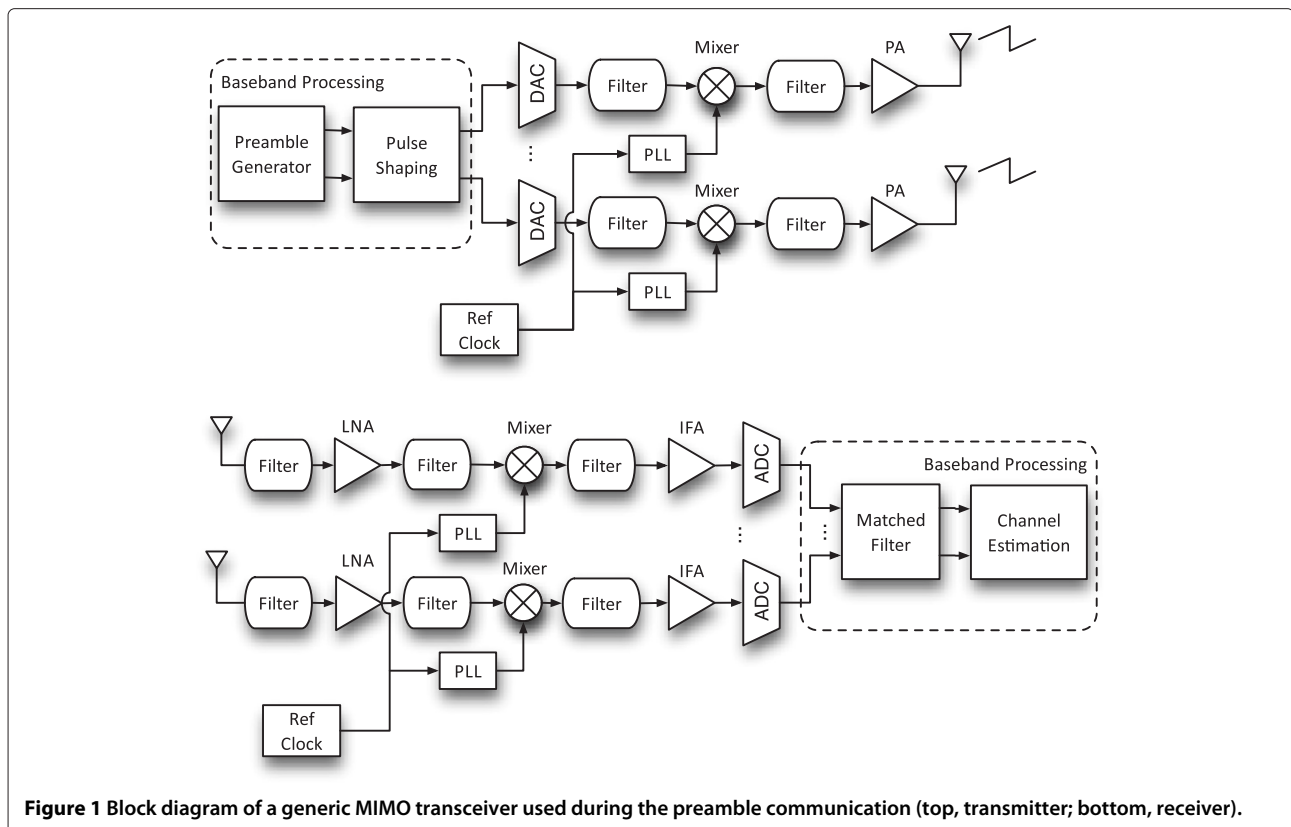 Baseband Processing
Preamble
Generator
Pulse
Shaping
DAC
Filter
Mixer
Filter
PA
PLL
...
DAC
Filter
Mixer
Filter
PA
PLL
Ref
Clock
Filter
LNA
Filter
Mixer
Filter
IFA
ADC
Baseband Processing
PLL
...
...
Matched
Filter
Channel
Estimation
Filter
LNA
Filter
Mixer
Filter
IFA
ADC
PLL
Ref
Clock
Figure 1 Block diagram of a generic MIMO transceiver used during the preamble communication (top, transmitter; bottom, receiver).